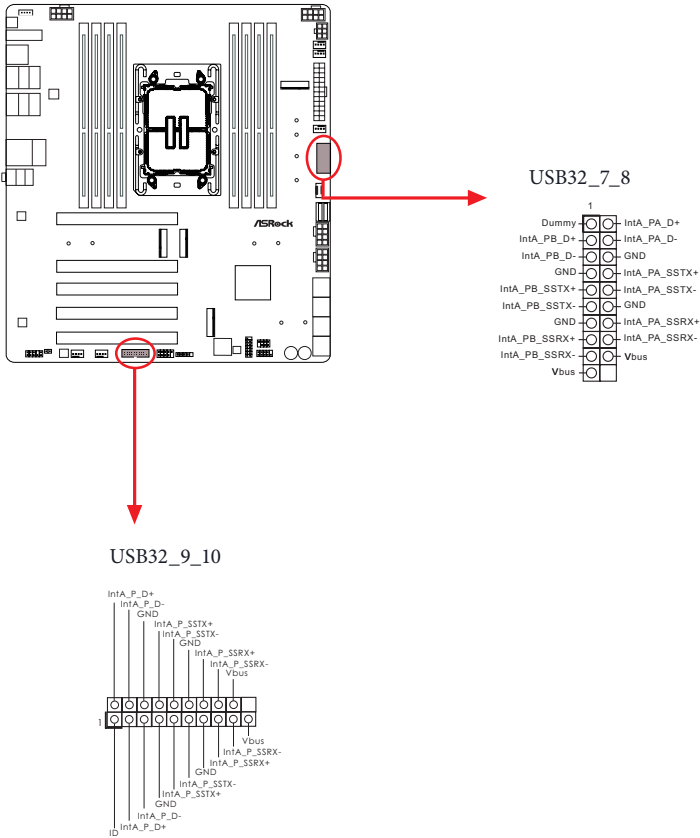 /ISRock
USB32_7_8
1
Dummy IntA_PA_D+
IntA_PB_D+ IntA_PA_D-
IntA_PB_D- GND
GND IntA_PA_SSTX+
IntA_PB_SSTX+ IntA_PA_SSTX-
IntA_PB_SSTX- GND
GND IntA_PA_SSRX+
IntA_PB_SSRX+ IntA_PA_SSRX-
IntA_PB_SSRX- Vbus
Vbus
USB32_9_10
IntA_P_D+
IntA_P_D-
GND
IntA_P_SSTX+
IntA_P_SSTX-
GND
IntA_P_SSRX+
IntA_P_SSRX-
Vbus
1
Vbus
IntA_P_SSRX-
IntA_P_SSRX+
GND
IntA_P_SSTX-
IntA_P_SSTX+
GND
IntA_P_D-
IntA_P_D+
ID